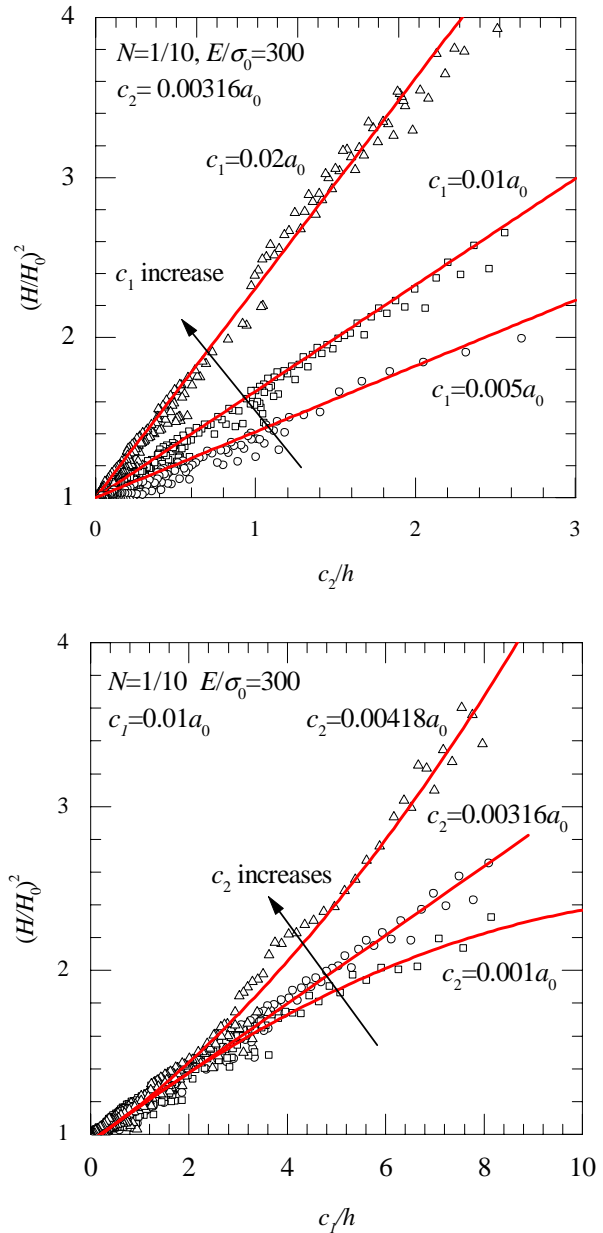 4
N=1/10, E/σ₀=300
c₂= 0.00316a₀
c₁=0.02a₀
c₁=0.01a₀
3
c₁ increase
(H/H₀)²
2
c₁=0.005a₀
1
0 1 2 3
c₂/h
4
N=1/10 E/σ₀=300
c₁=0.01a₀ c₂=0.00418a₀
3
c₂=0.00316a₀
c₂ increases
(H/H₀)²
2
c₂=0.001a₀
1
0 2 4 6 8 10
c₁/h